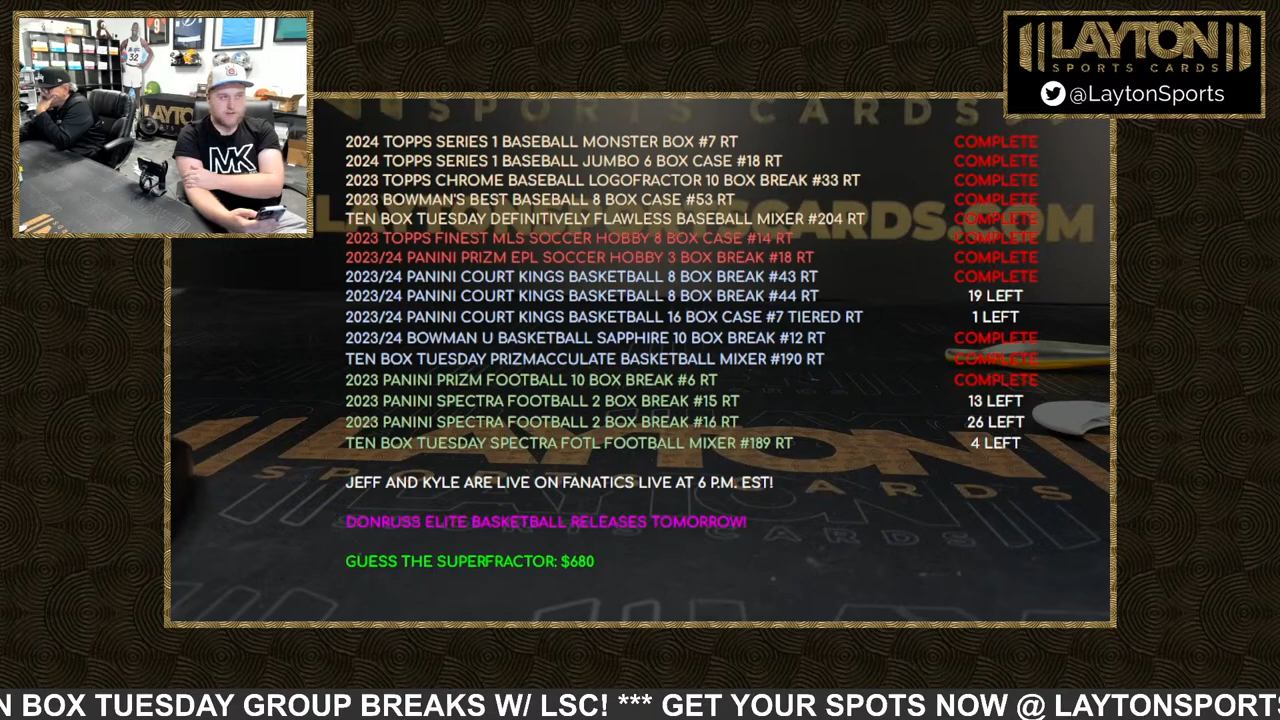 LAYTON
SPORTS CARDS
@LaytonSports
SPORTS CARDS
2024 TOPPS SERIES 1 BASEBALL MONSTER BOX #7 RT COMPLETE
2024 TOPPS SERIES 1 BASEBALL JUMBO 6 BOX CASE #18 RT COMPLETE
2023 TOPPS CHROME BASEBALL LOGOFRACTOR 10 BOX BREAK #33 RT COMPLETE
2023 BOWMAN'S BEST BASEBALL 8 BOX CASE #53 RT COMPLETE
TEN BOX TUESDAY DEFINITIVELY FLAWLESS BASEBALL MIXER #204 RT COMPLETE
2023 TOPPS FINEST MLS SOCCER HOBBY 8 BOX CASE #14 RT COMPLETE
2023/24 PANINI PRIZM EPL SOCCER HOBBY 3 BOX BREAK #18 RT COMPLETE
2023/24 PANINI COURT KINGS BASKETBALL 8 BOX BREAK #43 RT COMPLETE
2023/24 PANINI COURT KINGS BASKETBALL 8 BOX BREAK #44 RT 19 LEFT
2023/24 PANINI COURT KINGS BASKETBALL 16 BOX CASE #7 TIERED RT 1 LEFT
2023/24 BOWMAN U BASKETBALL SAPPHIRE 10 BOX BREAK #12 RT COMPLETE
TEN BOX TUESDAY PRIZMACCULATE BASKETBALL MIXER #190 RT COMPLETE
2023 PANINI PRIZM FOOTBALL 10 BOX BREAK #6 RT COMPLETE
2023 PANINI SPECTRA FOOTBALL 2 BOX BREAK #15 RT 13 LEFT
2023 PANINI SPECTRA FOOTBALL 2 BOX BREAK #16 RT 26 LEFT
TEN BOX TUESDAY SPECTRA FOTL FOOTBALL MIXER #189 RT 4 LEFT
JEFF AND KYLE ARE LIVE ON FANATICS LIVE AT 6 P.M. EST!
DONRUSS ELITE BASKETBALL RELEASES TOMORROW!
GUESS THE SUPERFRACTOR: $680
N BOX TUESDAY GROUP BREAKS W/ LSC! *** GET YOUR SPOTS NOW @ LAYTONSPORTS